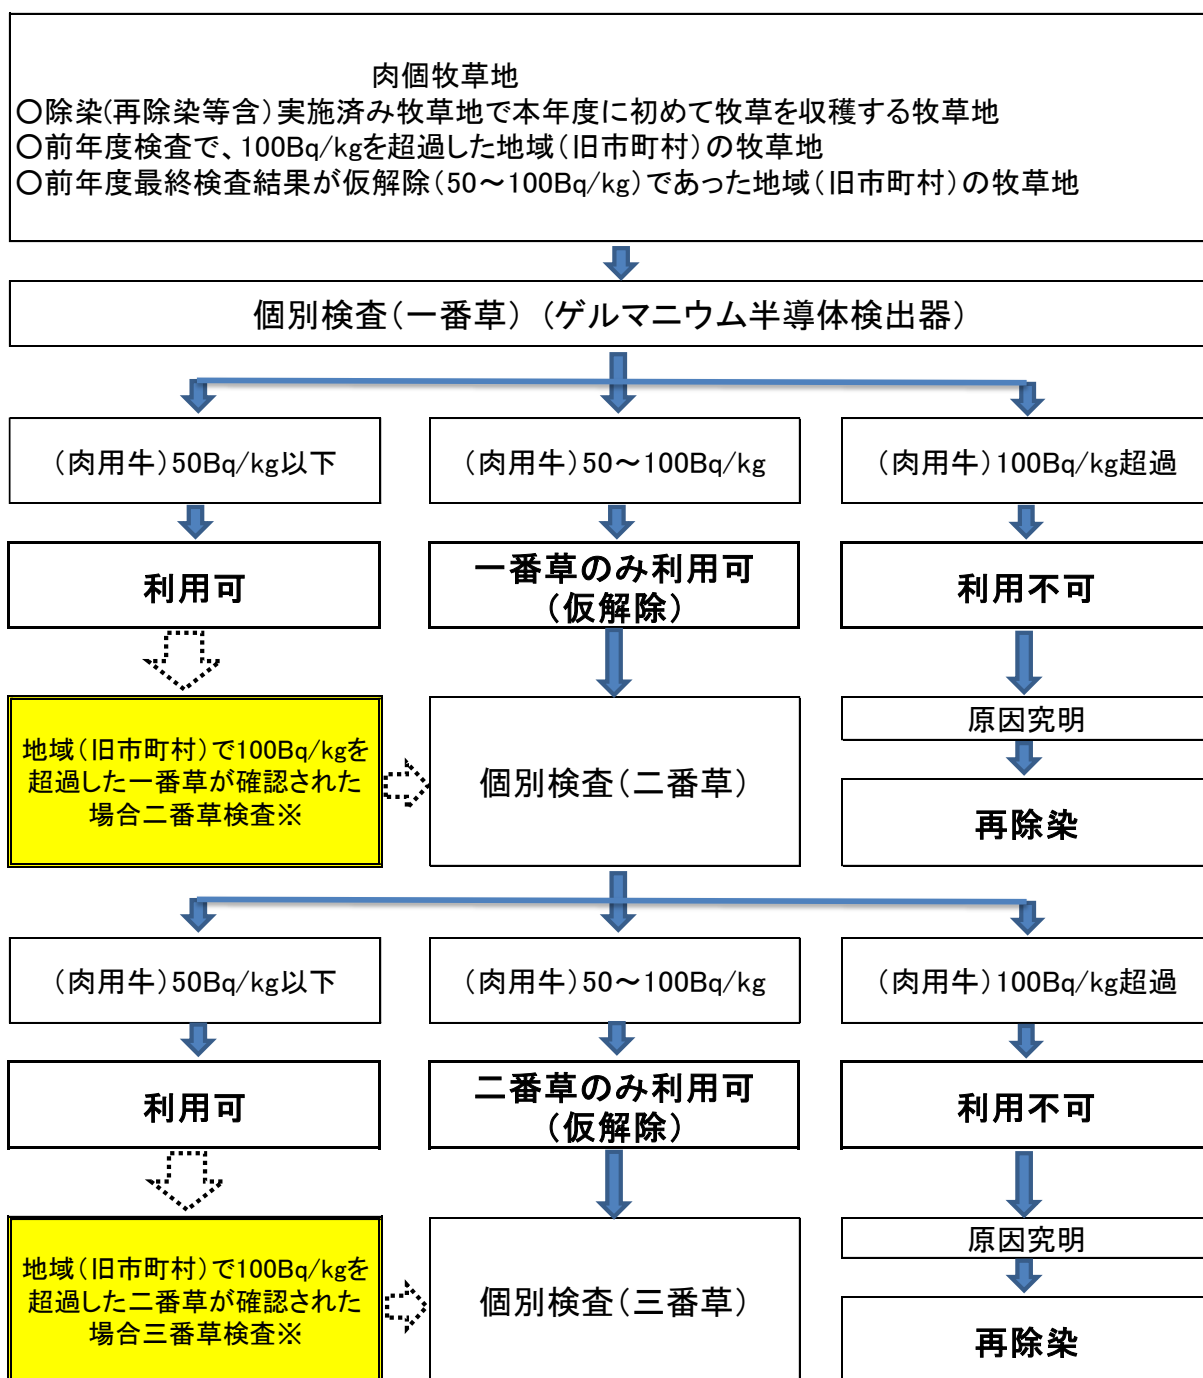 肉個牧草地
○除染(再除染等含)実施済み牧草地で本年度に初めて牧草を収穫する牧草地
○前年度検査で、100Bq/kgを超過した地域(旧市町村)の牧草地
○前年度最終検査結果が仮解除(50～100Bq/kg)であった地域(旧市町村)の牧草地
個別検査(一番草) (ゲルマニウム半導体検出器)
(肉用牛)50Bq/kg以下
(肉用牛)50～100Bq/kg
(肉用牛)100Bq/kg超過
利用可
一番草のみ利用可
(仮解除)
利用不可
地域(旧市町村)で100Bq/kgを
超過した一番草が確認された
場合二番草検査※
個別検査(二番草)
原因究明
再除染
(肉用牛)50Bq/kg以下
(肉用牛)50～100Bq/kg
(肉用牛)100Bq/kg超過
利用可
二番草のみ利用可
(仮解除)
利用不可
地域(旧市町村)で100Bq/kgを
超過した二番草が確認された
場合三番草検査※
個別検査(三番草)
原因究明
再除染